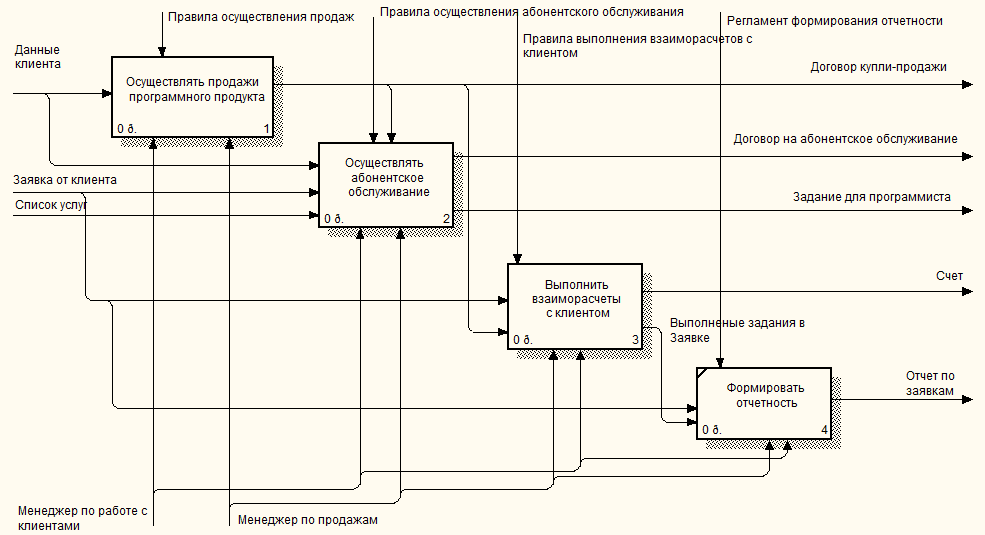 Правила осуществления продаж
Правила осуществления абонентского обслуживания
Регламент формирования отчетности
Правила выполнения взаиморасчетов с
клиентом
Данные
клиента
Договор купли-продажи
Осуществлять продажи
программного продукта
0 ð.
1
Договор на абонентское обслуживание
Осуществлять
абонентское
обслуживание
0 ð.
2
Заявка от клиента
Список услуг
Задание для программиста
Счет
Выполнить
взаиморасчеты
с клиентом
0 ð.
3
Выполненые задания в
Заявке
Отчет по
заявкам
Формировать
отчетность
0 ð.
4
Менеджер по работе с
клиентами
Менеджер по продажам